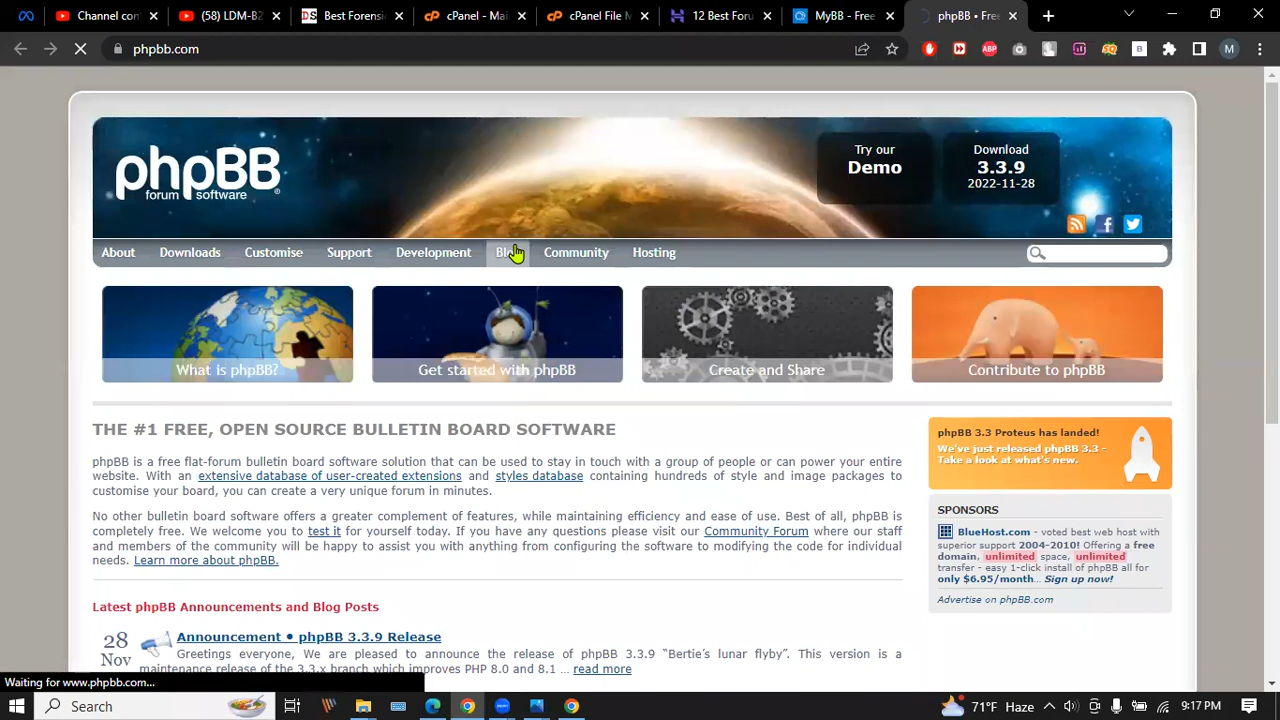 Channel con
(58) LDM-B2
DS Best Forensi
cPanel - Mai
cPanel File M
12 Best Foru
MyBB - Free
phpBB • Free
phpbb.com
ABP
B
M
phpBB
forum software
Try our
Demo
Download
3.3.9
2022-11-28
About Downloads Customise Support Development Blog Community Hosting
What is phpBB?
Get started with phpBB
Create and Share
Contribute to phpBB
THE #1 FREE, OPEN SOURCE BULLETIN BOARD SOFTWARE
phpBB is a free flat-forum bulletin board software solution that can be used to stay in touch with a group of people or can power your entire
website. With an extensive database of user-created extensions and styles database containing hundreds of style and image packages to
customise your board, you can create a very unique forum in minutes.
No other bulletin board software offers a greater complement of features, while maintaining efficiency and ease of use. Best of all, phpBB is
completely free. We welcome you to test it for yourself today. If you have any questions please visit our Community Forum where our staff
and members of the community will be happy to assist you with anything from configuring the software to modifying the code for individual
needs. Learn more about phpBB.
phpBB 3.3 Proteus has landed!
We've just released phpBB 3.3 -
Take a look at what's new.
SPONSORS
BlueHost.com - voted best web host with
superior support 2004-2010! Offering a free
domain, unlimited space, unlimited
transfer - easy 1-click install of phpBB all for
only $6.95/month... Sign up now!
Advertise on phpBB.com
Latest phpBB Announcements and Blog Posts
28
Nov
Announcement • phpBB 3.3.9 Release
Greetings everyone, We are pleased to announce the release of phpBB 3.3.9 “Bertie's lunar flyby”. This version is a
maintenance release of the 3.3.x branch which improves PHP 8.0 and 8.1 ... read more
Waiting for www.phpbb.com...
Search
71°F Haze
9:17 PM